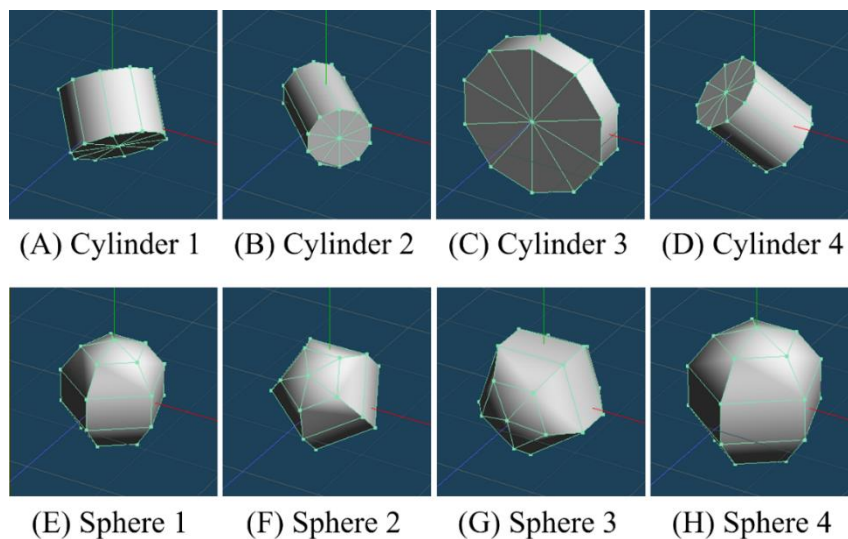 (A) Cylinder 1 (B) Cylinder 2 (C) Cylinder 3 (D) Cylinder 4
(E) Sphere 1 (F) Sphere 2 (G) Sphere 3 (H) Sphere 4